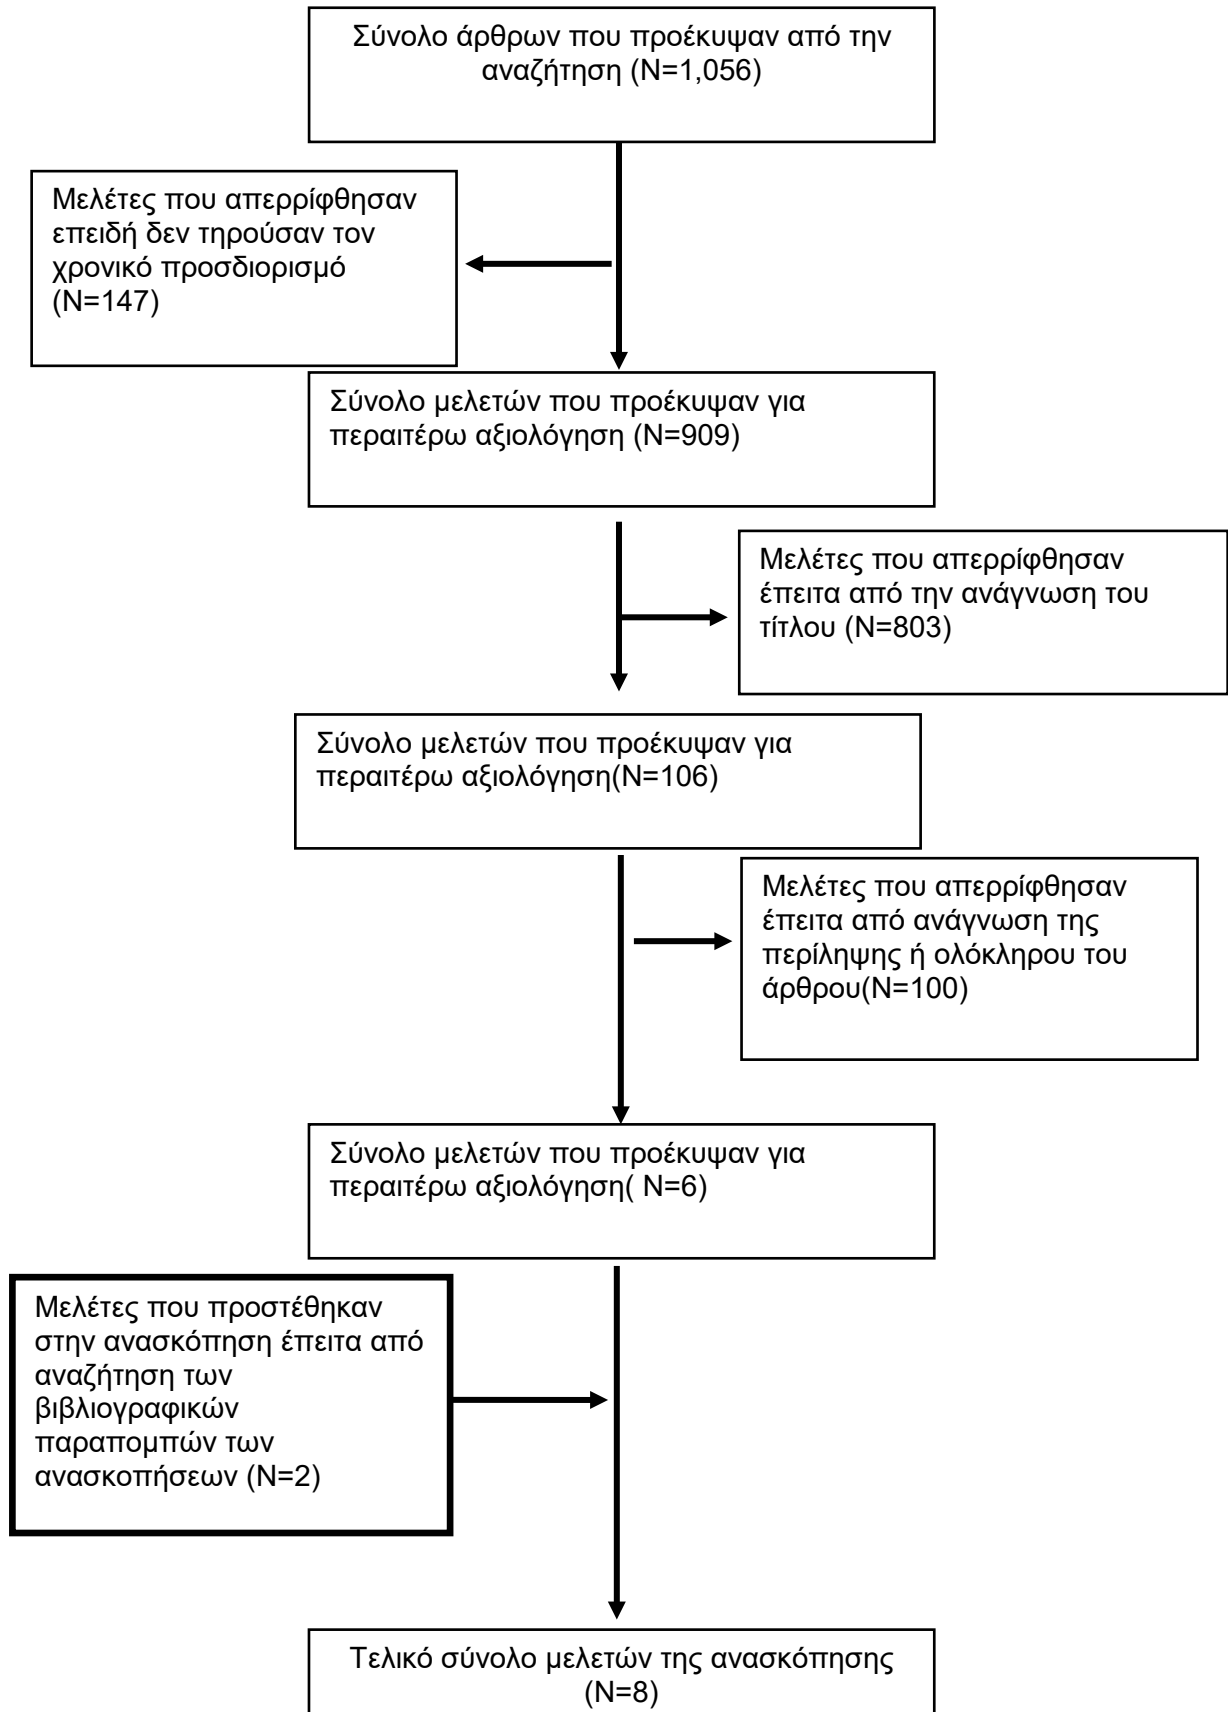 Σύνολο άρθρων που προέκυψαν από την
αναζήτηση (N=1,056)
Μελέτες που απερρίφθησαν
επειδή δεν τηρούσαν τον
χρονικό προσδιορισμό
(N=147)
Σύνολο μελετών που προέκυψαν για
περαιτέρω αξιολόγηση (N=909)
Μελέτες που απερρίφθησαν
έπειτα από την ανάγνωση του
τίτλου (N=803)
Σύνολο μελετών που προέκυψαν για
περαιτέρω αξιολόγηση(N=106)
Μελέτες που απερρίφθησαν
έπειτα από ανάγνωση της
περίληψης ή ολόκληρου του
άρθρου(N=100)
Σύνολο μελετών που προέκυψαν για
περαιτέρω αξιολόγηση( N=6)
Μελέτες που προστέθηκαν
στην ανασκόπηση έπειτα από
αναζήτηση των
βιβλιογραφικών
παραπομπών των
ανασκοπήσεων (N=2)
Τελικό σύνολο μελετών της ανασκόπησης
(N=8)